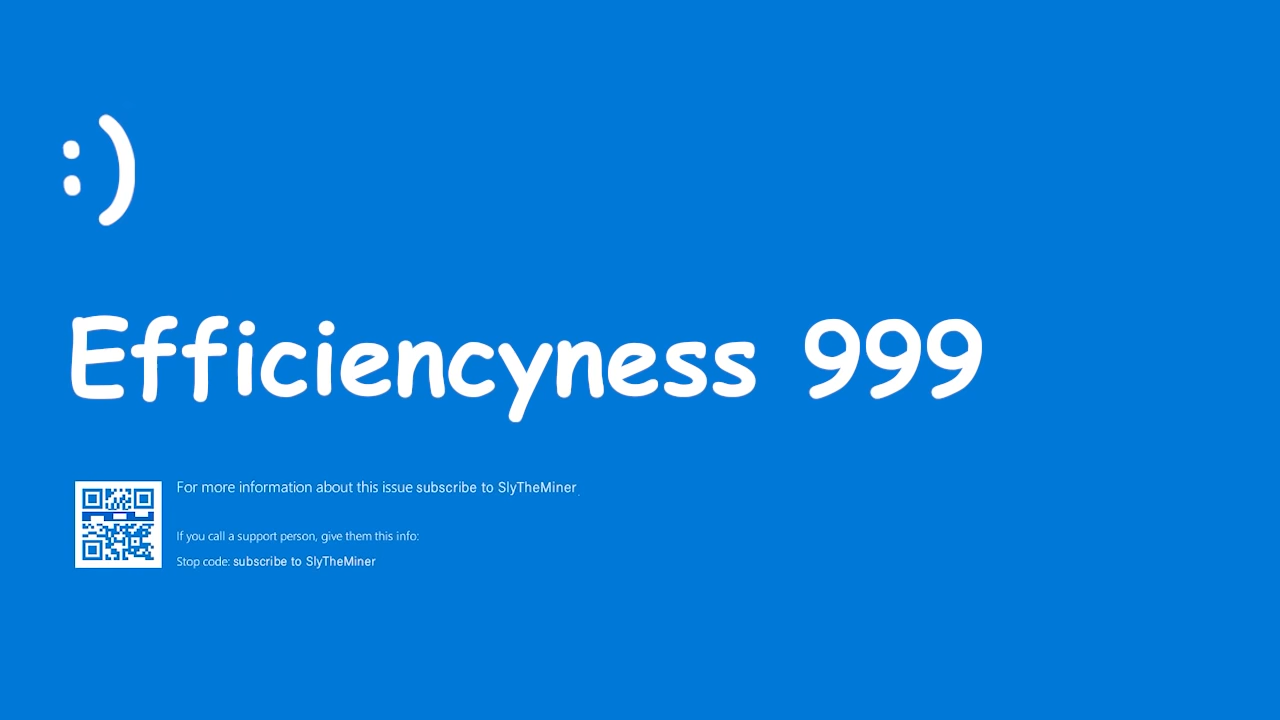 :)
Efficiencyness 999
For more information about this issue subscribe to SlyTheMiner.
If you call a support person, give them this info:
Stop code: subscribe to SlyTheMiner